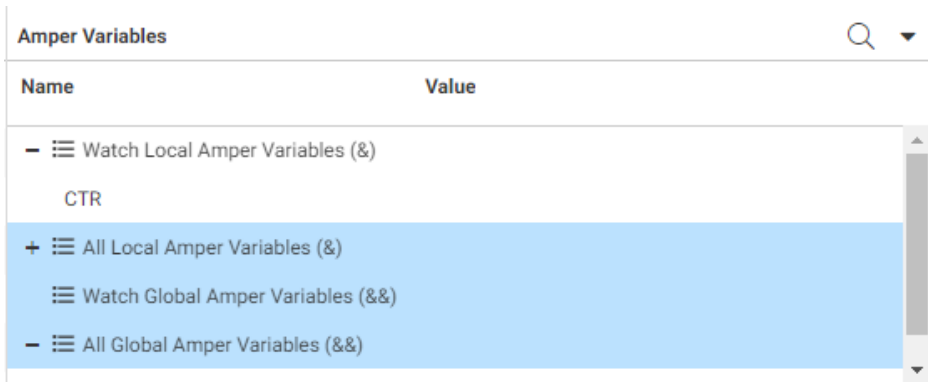 Amper Variables
Name Value
Watch Local Amper Variables (&)
CTR
All Local Amper Variables (&)
Watch Global Amper Variables (&&)
All Global Amper Variables (&&)